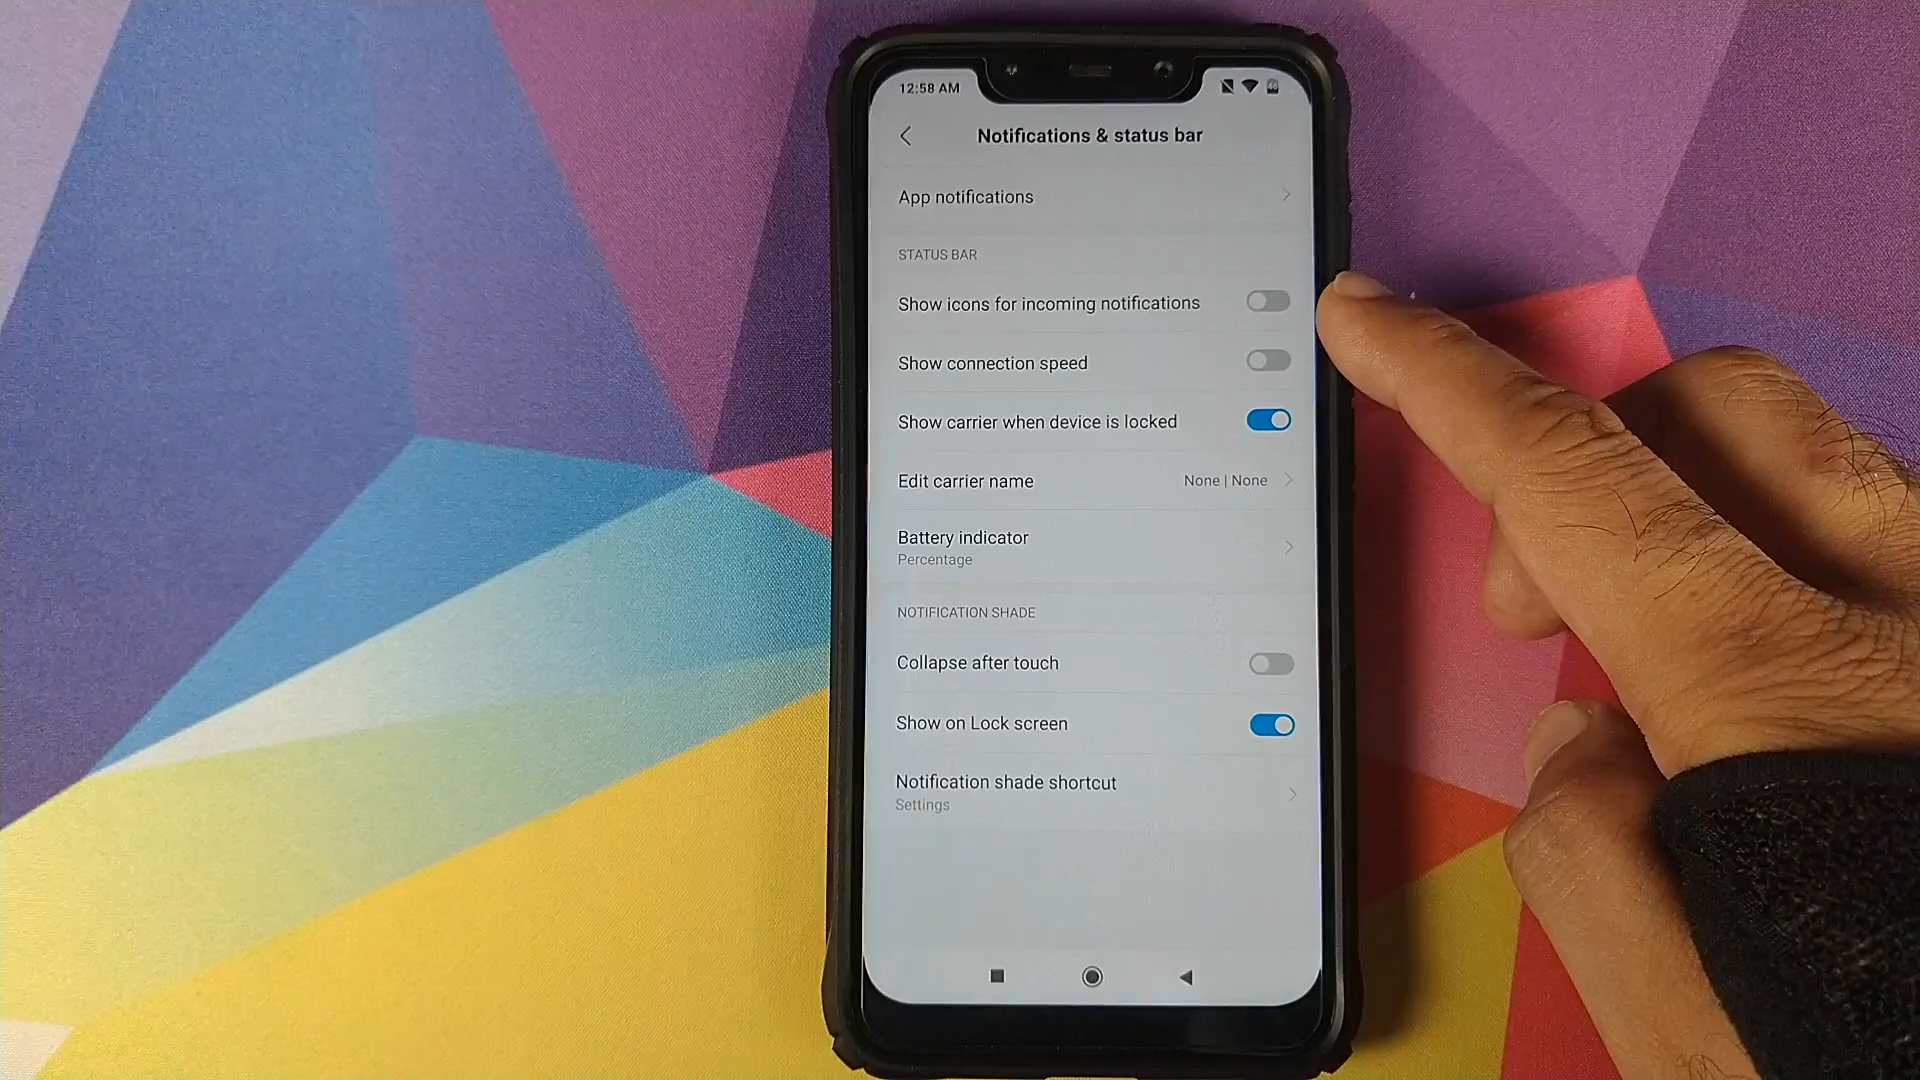 12:58 AM
Notifications & status bar
App notifications
STATUS BAR
Show icons for incoming notifications
Show connection speed
Show carrier when device is locked
Edit carrier name None | None
Battery indicator
Percentage
NOTIFICATION SHADE
Collapse after touch
Show on Lock screen
Notification shade shortcut
Settings